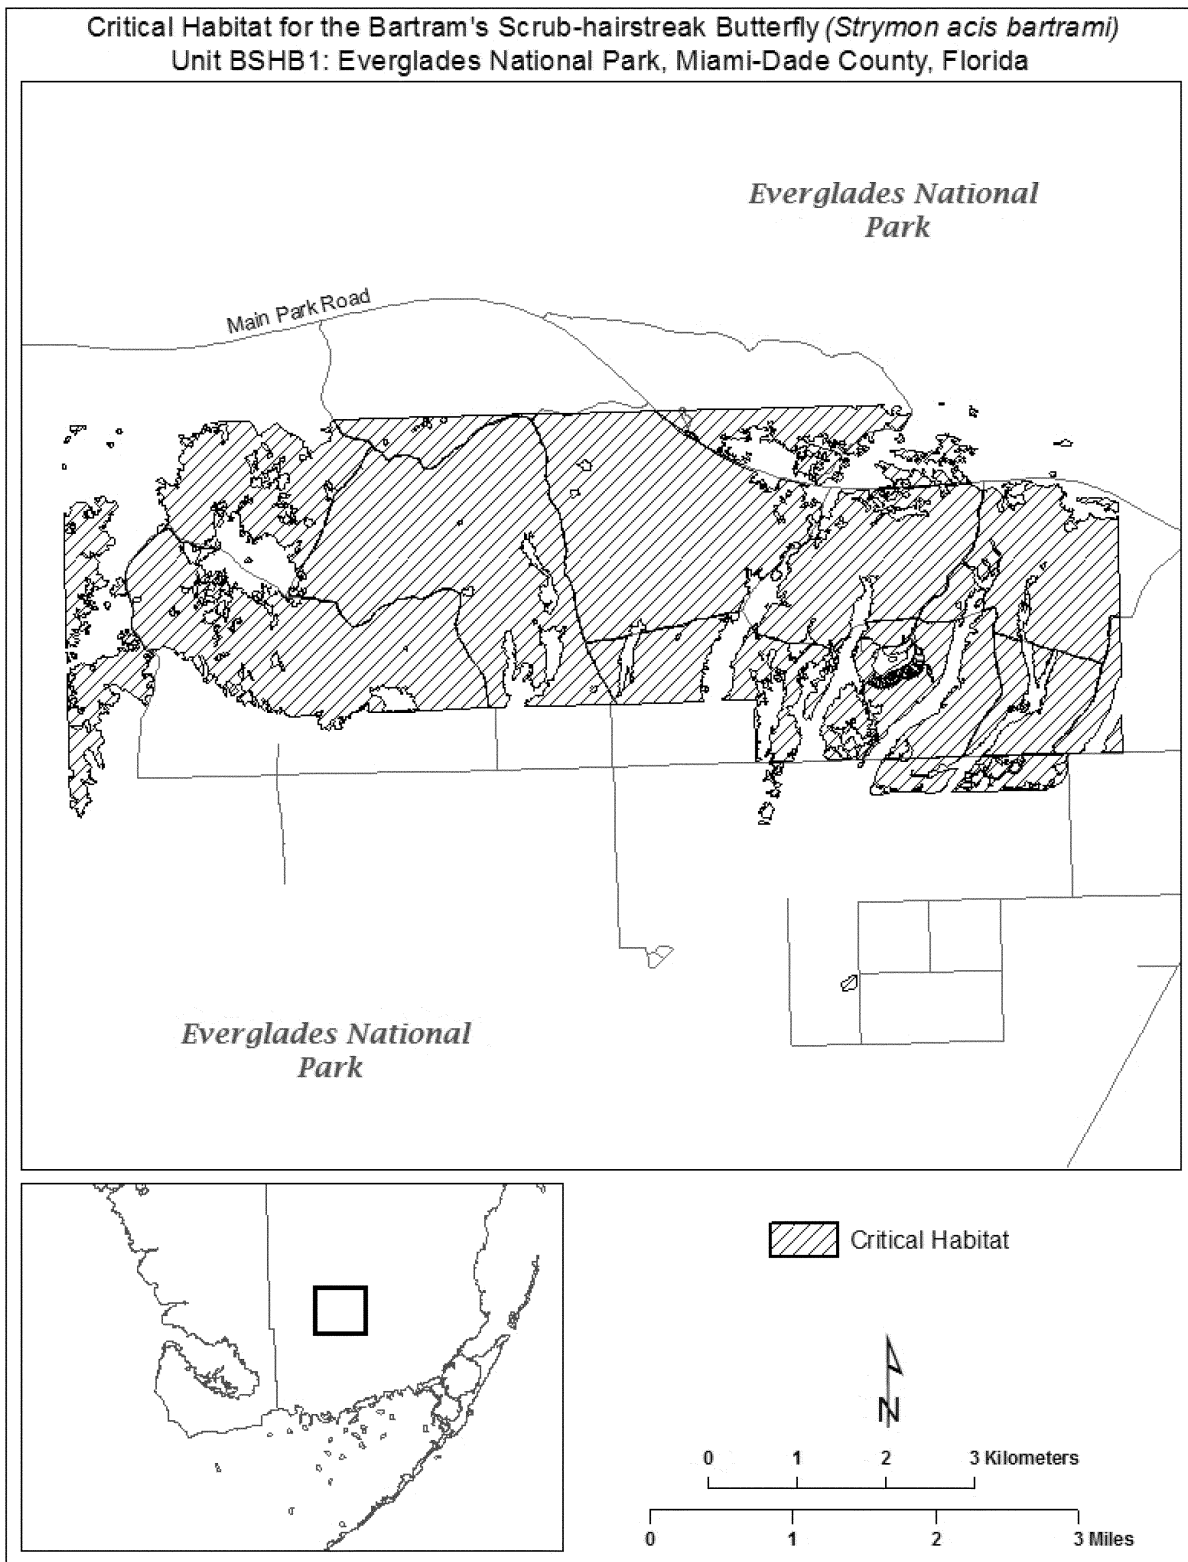 Critical Habitat for the Bartram's Scrub-hairstreak Butterfly (Strymon acis bartrami)
Unit BSHB1: Everglades National Park, Miami-Dade County, Florida
Everglades National
Park
Main Park Road
Everglades National
Park
Critical Habitat
N
0 1 2 3 Kilometers
0 1 2 3 Miles